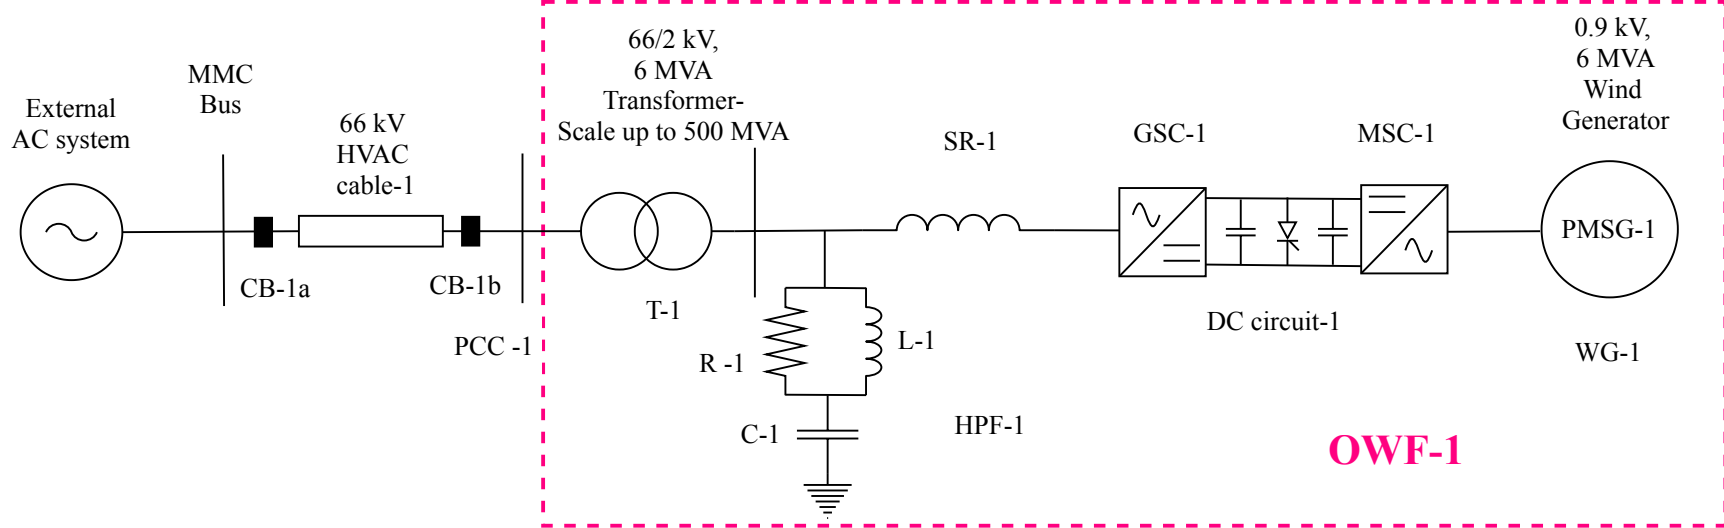 External
AC system
MMC
Bus
CB-1a
66 kV
HVAC
cable-1
CB-1b
PCC -1
66/2 kV,
6 MVA
Transformer-
Scale up to 500 MVA
T-1
R -1
L-1
C-1
HPF-1
SR-1
GSC-1
DC circuit-1
MSC-1
0.9 kV,
6 MVA
Wind
Generator
PMSG-1
WG-1
OWF-1